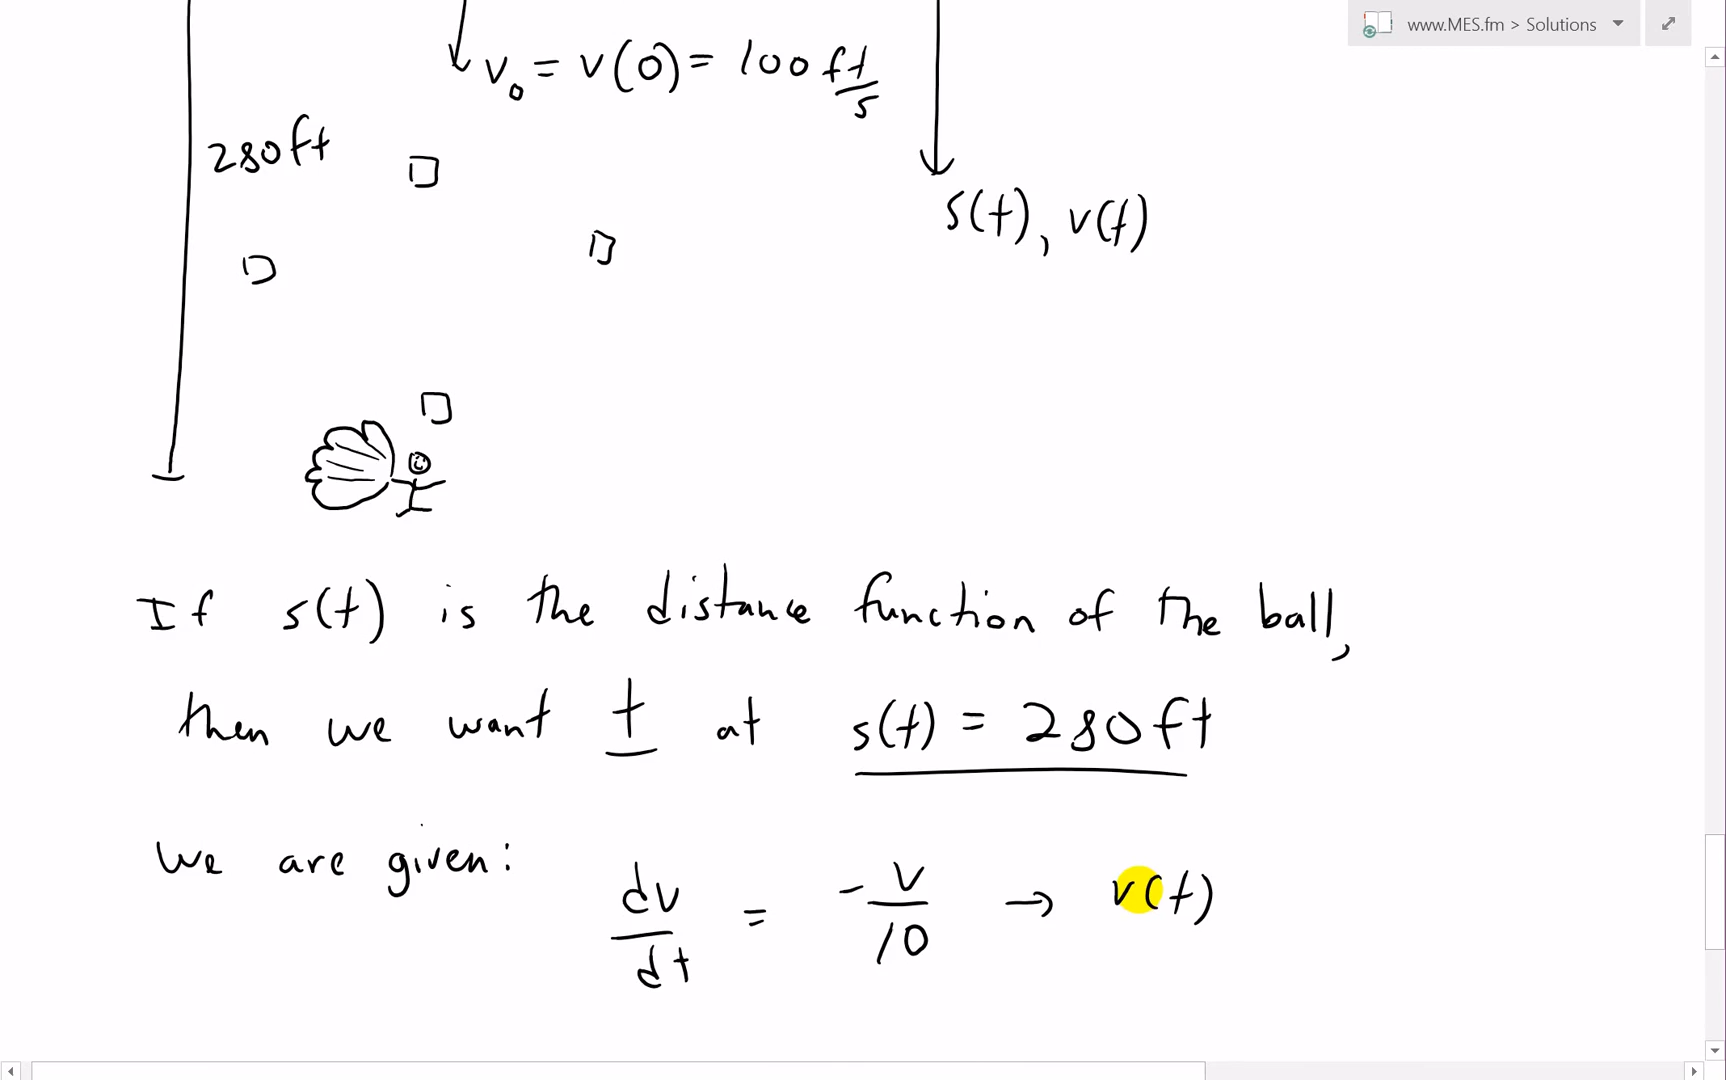 www.MES.fm > Solutions
v₀ = v(0) = 100 ft/s
280ft
s(t), v(t)
If s(t) is the distance function of the ball,
then we want t at s(t) = 280ft
We are given: dv/dt = -v/10 → v(t)